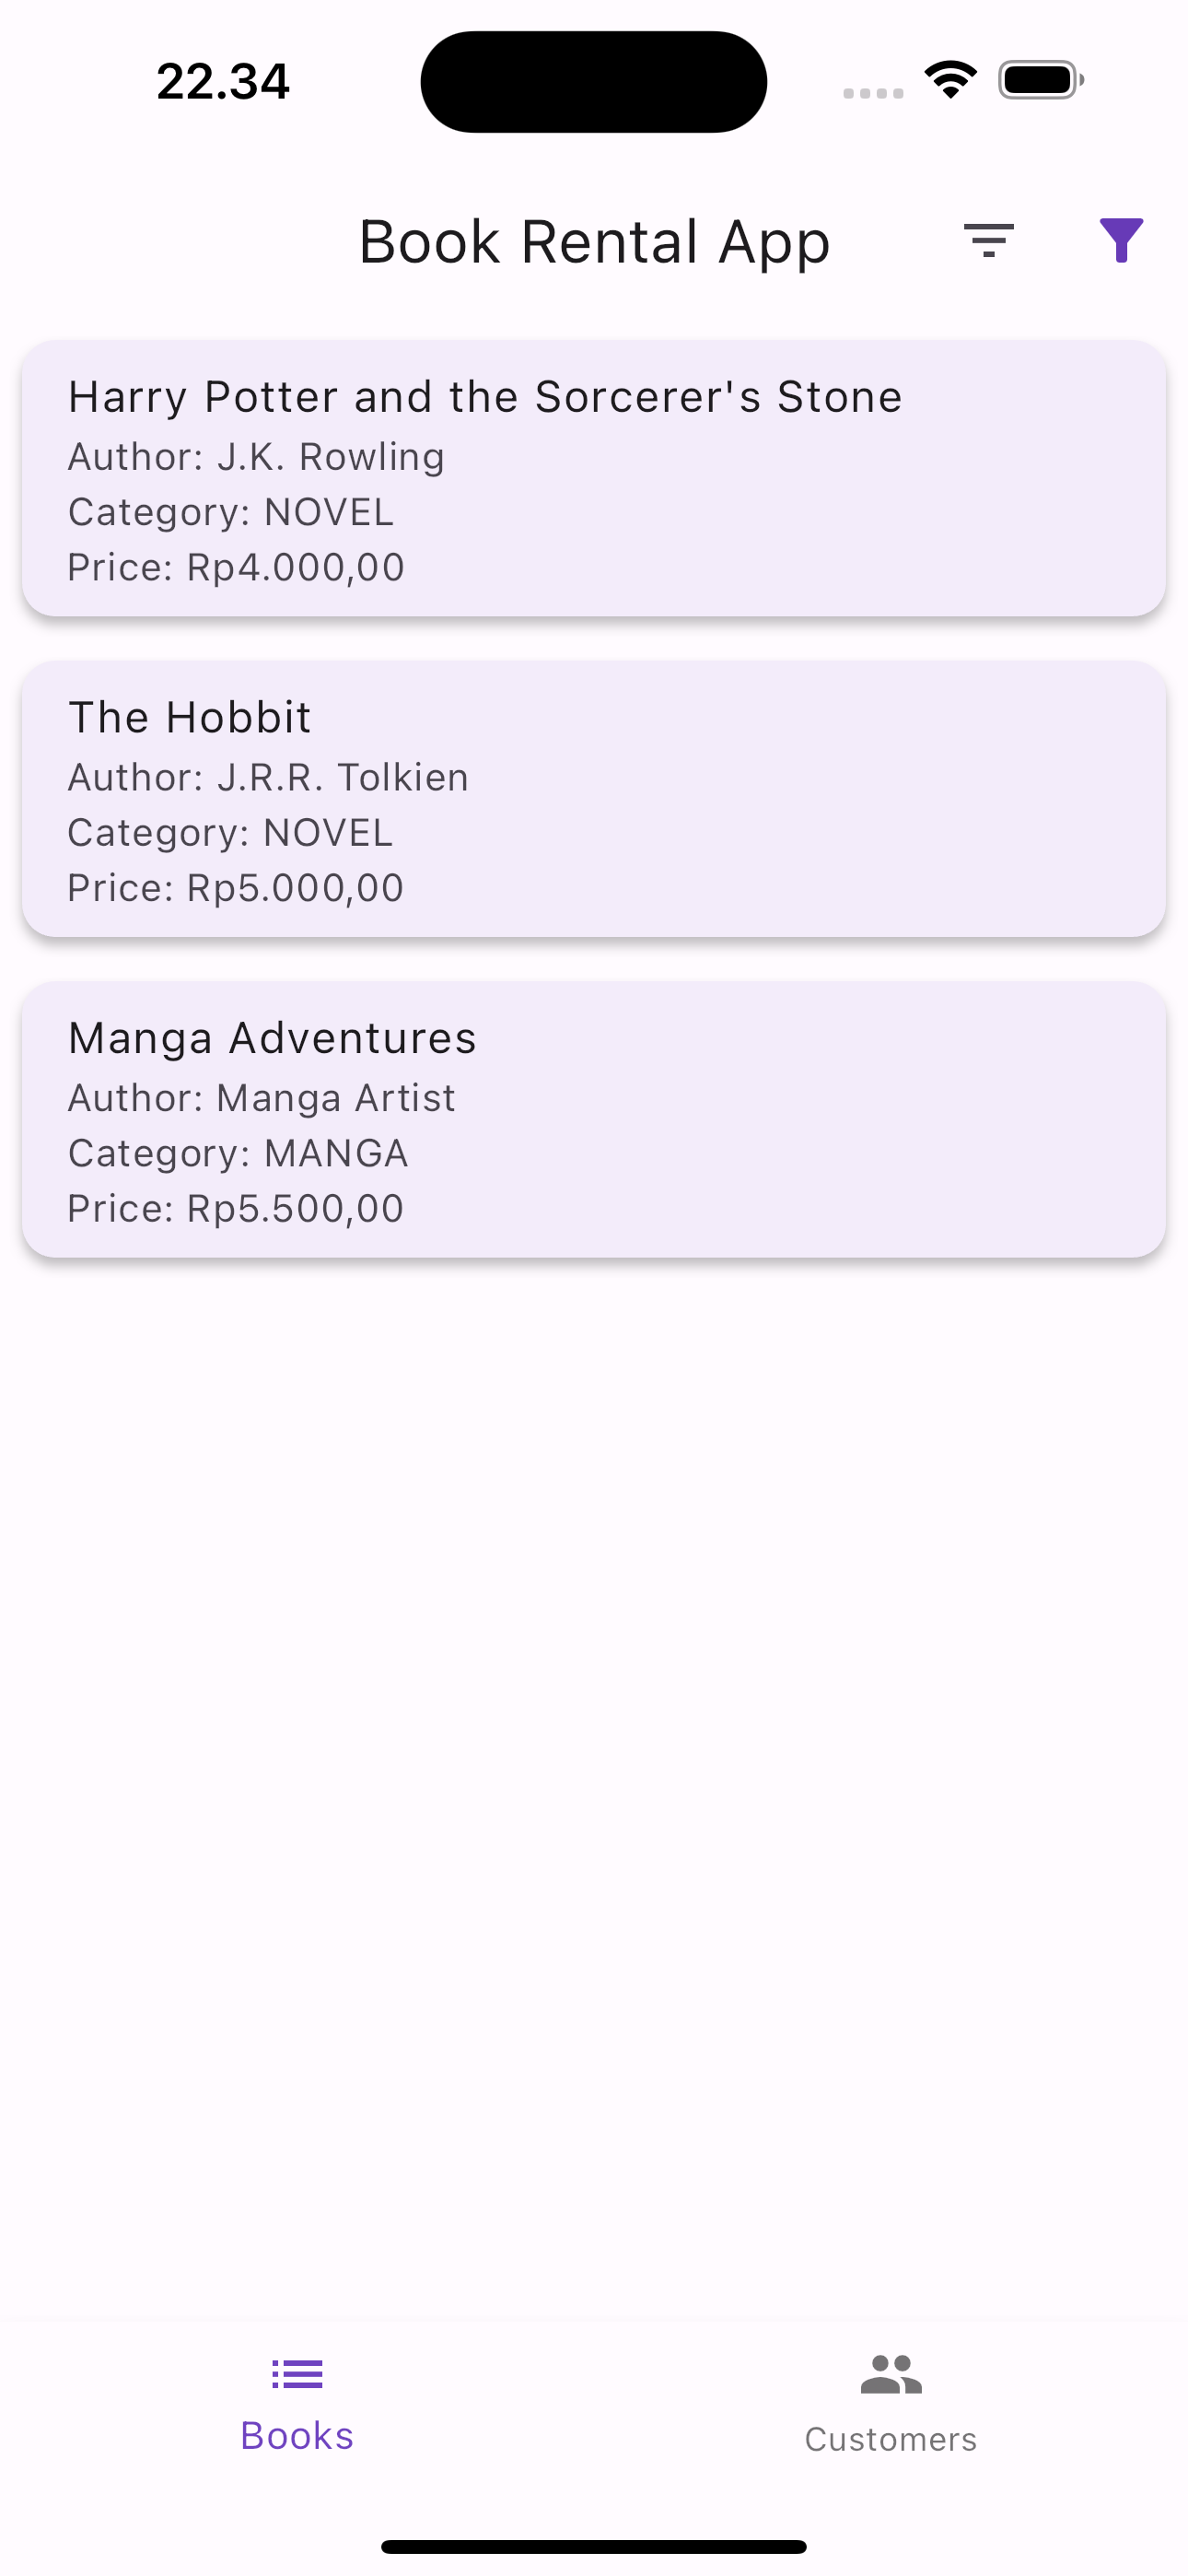 22.34
Book Rental App
Harry Potter and the Sorcerer's Stone
Author: J.K. Rowling
Category: NOVEL
Price: Rp4.000,00
The Hobbit
Author: J.R.R. Tolkien
Category: NOVEL
Price: Rp5.000,00
Manga Adventures
Author: Manga Artist
Category: MANGA
Price: Rp5.500,00
Books
Customers